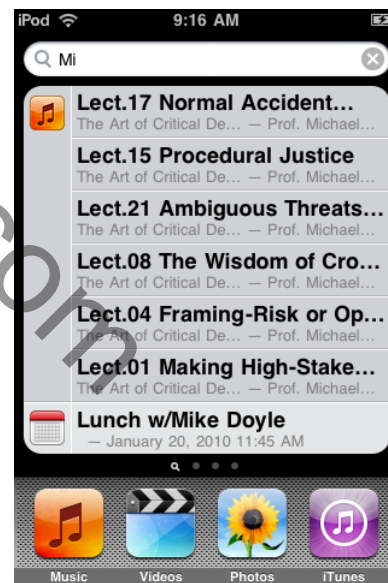 iPod 9:16 AM
Mi
Lect.17 Normal Accident...
The Art of Critical De... — Prof. Michael...
Lect.15 Procedural Justice
The Art of Critical De... — Prof. Michael...
Lect.21 Ambiguous Threats...
The Art of Critical De... — Prof. Michael...
Lect.08 The Wisdom of Cro...
The Art of Critical De... — Prof. Michael...
Lect.04 Framing-Risk or Op...
The Art of Critical De... — Prof. Michael...
Lect.01 Making High-Stake...
The Art of Critical De... — Prof. Michael...
Lunch w/Mike Doyle
— January 20, 2010 11:45 AM
Music Videos Photos iTunes
com